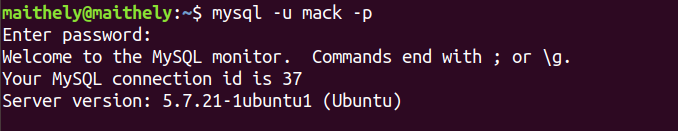 maithely@maithely:~$ mysql -u mack -p
Enter password:
Welcome to the MySQL monitor.  Commands end with ; or \g.
Your MySQL connection id is 37
Server version: 5.7.21-1ubuntu1 (Ubuntu)